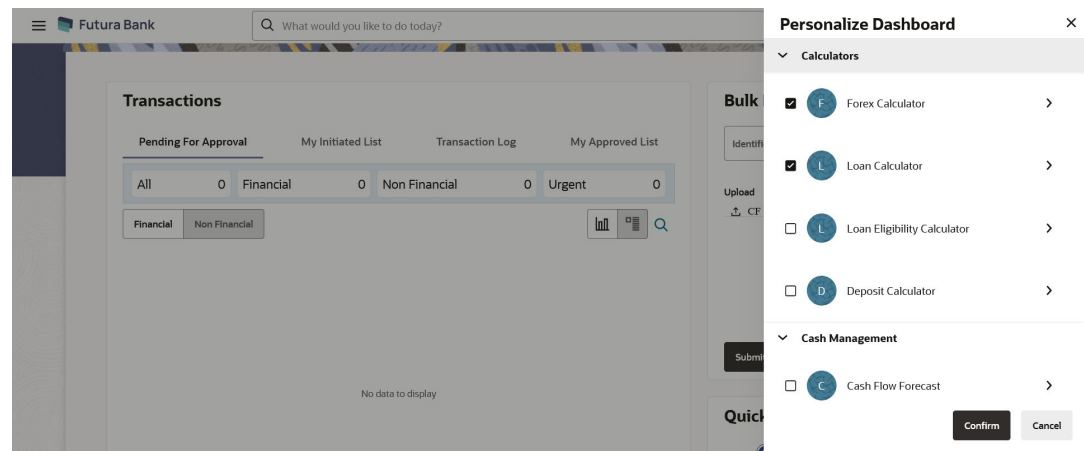 Futura Bank
What would you like to do today?
Personalize Dashboard
Calculators
F Forex Calculator
L Loan Calculator
L Loan Eligibility Calculator
D Deposit Calculator
Cash Management
C Cash Flow Forecast
Confirm Cancel
Transactions
Pending For Approval My Initiated List Transaction Log My Approved List
All 0 Financial 0 Non Financial 0 Urgent 0
Financial Non Financial
No data to display
Bulk
Identifi
Upload
CF
Submi
Quick